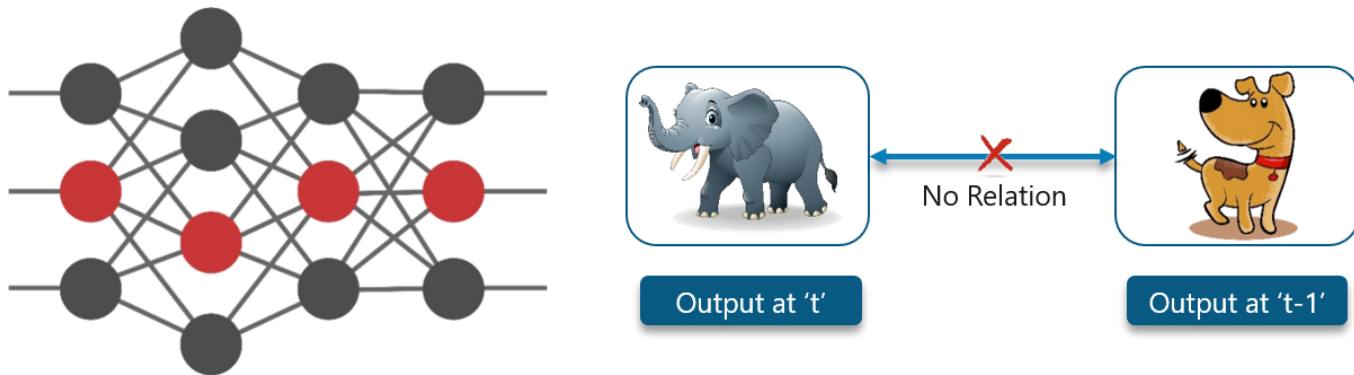 No Relation
Output at ‘t’
Output at ‘t-1’